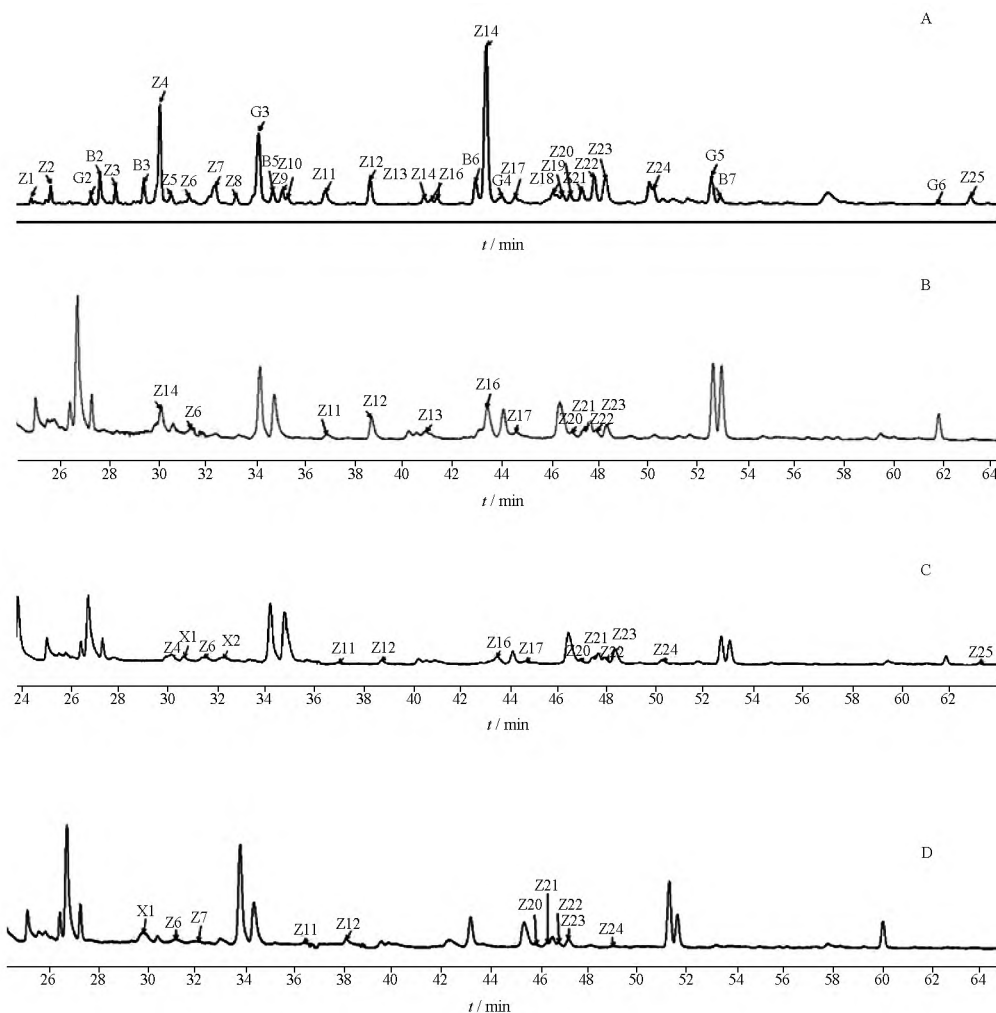 A
Z1 Z2 G2 B2 Z3 B3 Z4 Z5 Z6 Z7 Z8 G3 B5 Z9 Z10 Z11 Z12 Z13 Z14 Z16 B6 Z14 G4 Z17 Z18 Z19 Z20 Z21 Z22 Z23 Z24 G5 B7 G6 Z25
t / min
B
Z14 Z6 Z11 Z12 Z13 Z16 Z17 Z20 Z21 Z22 Z23
26 28 30 32 34 36 38 40 42 44 46 48 50 52 54 56 58 60 62 64
t / min
C
Z4 X1 Z6 X2 Z11 Z12 Z16 Z17 Z20 Z21 Z22 Z23 Z24 Z25
24 26 28 30 32 34 36 38 40 42 44 46 48 50 52 54 56 58 60 62
t / min
D
X1 Z6 Z7 Z11 Z12 Z20 Z21 Z22 Z23 Z24
26 28 30 32 34 36 38 40 42 44 46 48 50 52 54 56 58 60 62 64
t / min